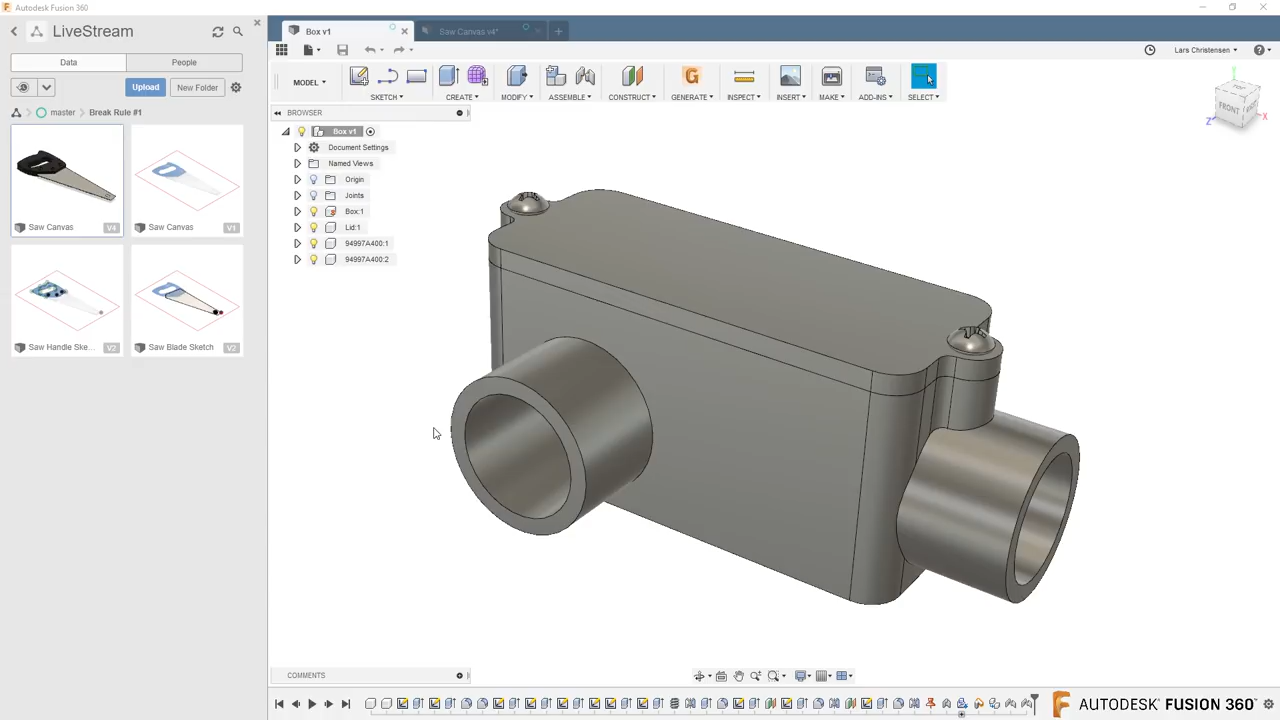 Autodesk Fusion 360
LiveStream
Data
People
Upload
New Folder
master
Break Rule #1
Saw Canvas
V4
Saw Canvas
V1
Saw Handle Ske...
V2
Saw Blade Sketch
V2
Box v1
Saw Canvas v4*
Lars Christensen
MODEL
SKETCH
CREATE
MODIFY
ASSEMBLE
CONSTRUCT
GENERATE
INSPECT
INSERT
MAKE
ADD-INS
SELECT
TOP
FRONT
Y
Z
X
BROWSER
Box v1
Document Settings
Named Views
Origin
Joints
Box:1
Lid:1
94997A400:1
94997A400:2
COMMENTS
AUTODESK FUSION 360